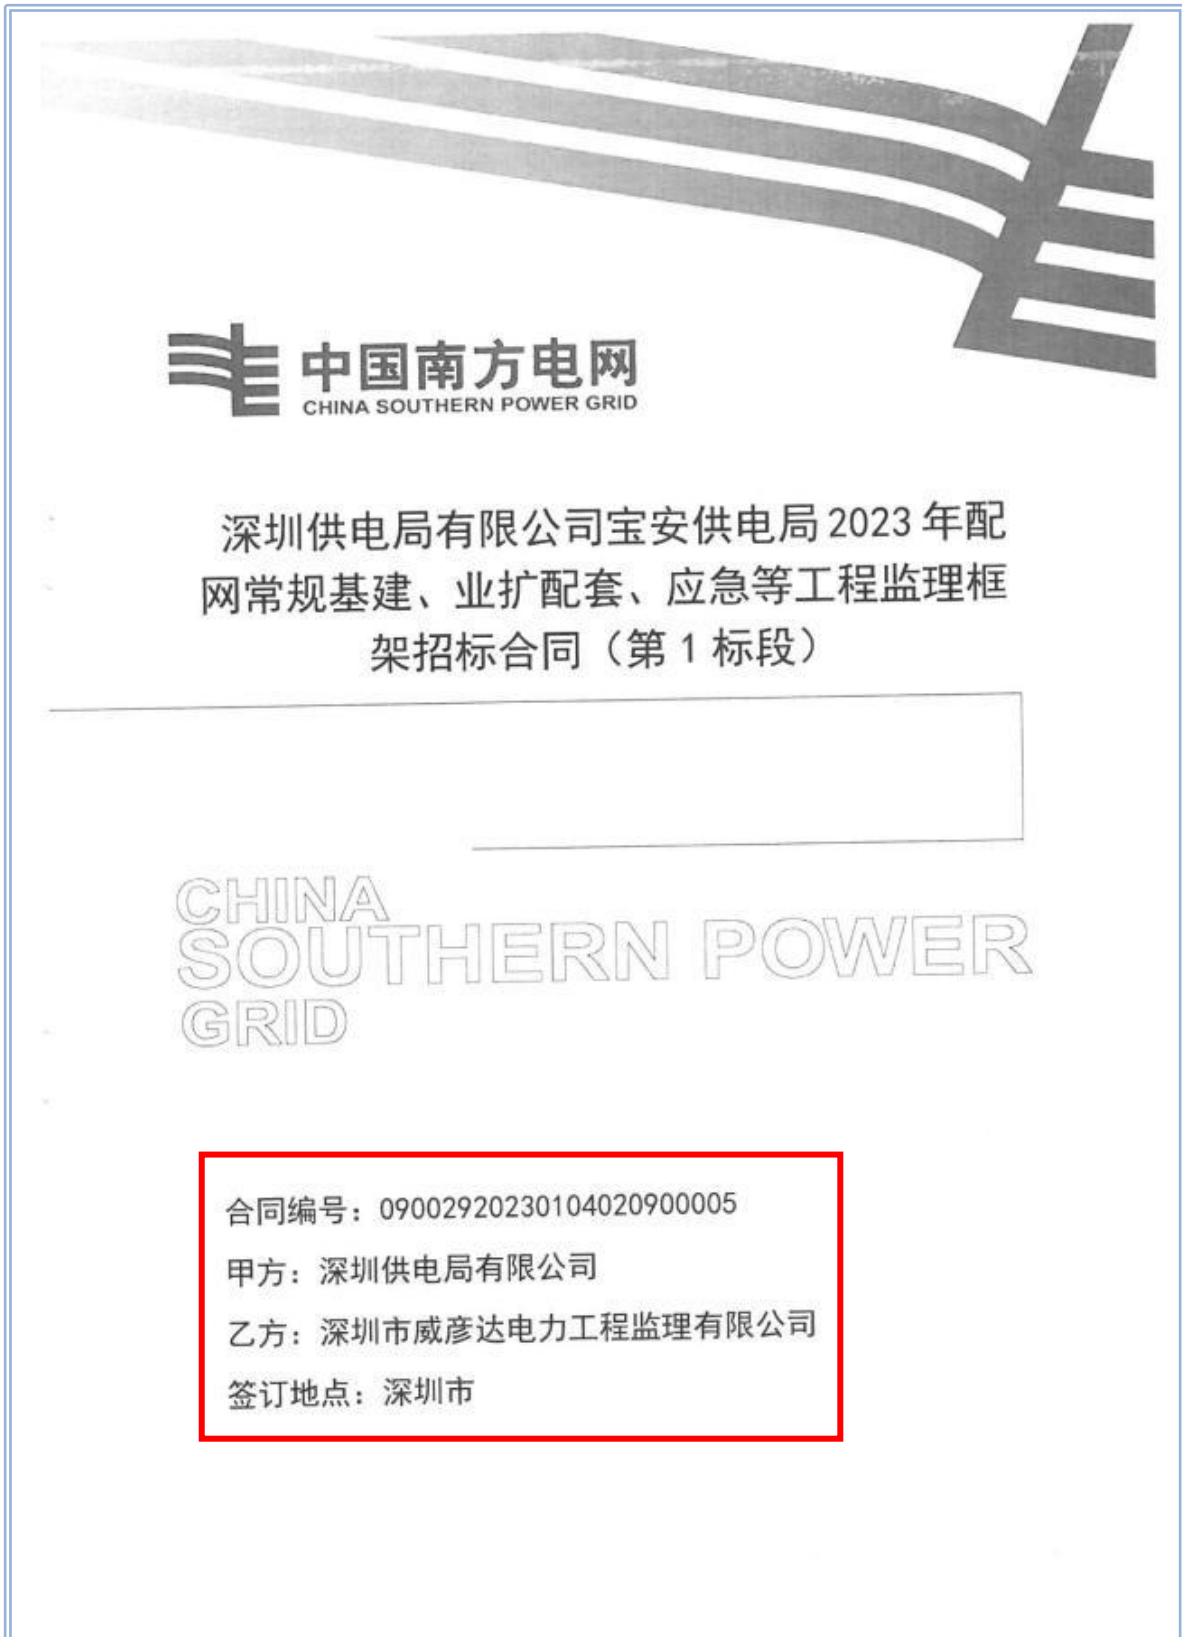 中国南方电网
CHINA SOUTHERN POWER GRID
深圳供电局有限公司宝安供电局 2023 年配
网常规基建、业扩配套、应急等工程监理框
架招标合同（第 1 标段）
CHINA
SOUTHERN POWER
GRID
合同编号：0900292023010402090000​5
甲方：深圳供电局有限公司
乙方：深圳市威彦达电力工程监理有限公司
签订地点：深圳市